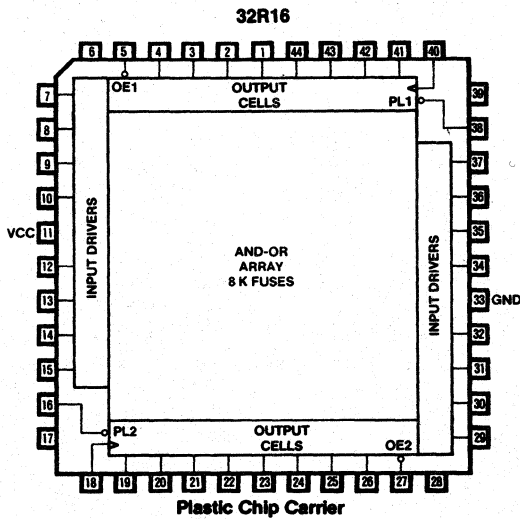 32R16
6 5 4 3 2 1 44 43 42 41 40
OE1 OUTPUT CELLS PL1
7 39
8 38
9 37
10 36
VCC 11 35
12 34
13 33 GND
14 32
15 31
16 30
17 29
INPUT DRIVERS
AND-OR
ARRAY
8 K FUSES
INPUT DRIVERS
PL2 OUTPUT CELLS OE2
18 19 20 21 22 23 24 25 26 27 28
Plastic Chip Carrier